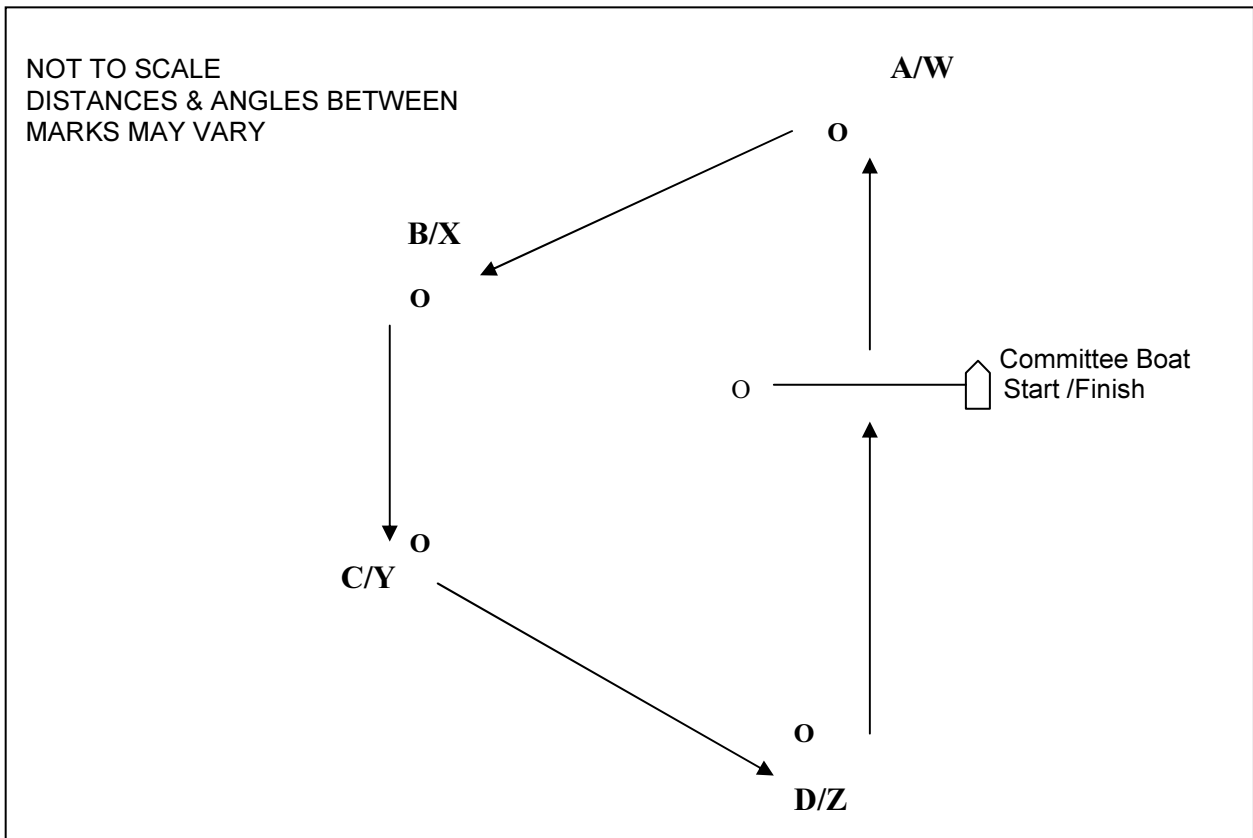 NOT TO SCALE
DISTANCES & ANGLES BETWEEN
MARKS MAY VARY
A/W
O
B/X
O
Committee Boat
O
Start /Finish
O
C/Y
O
D/Z